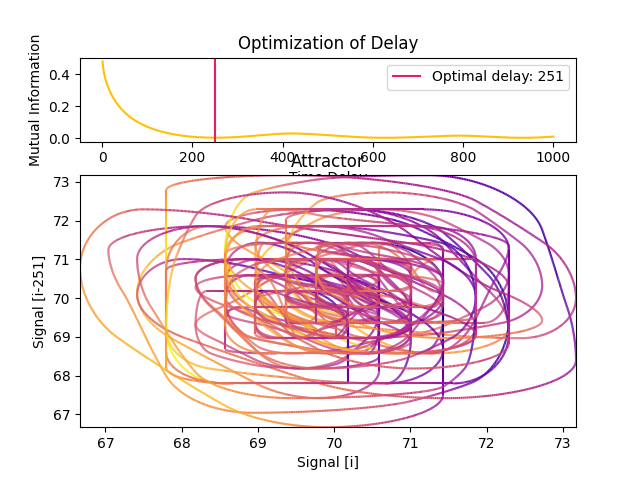 Optimization of Delay
Mutual Information
0.4
0.2
0.0
Optimal delay: 251
0 200 400 600 800 1000
Time Delay
Attractor
Signal [i-251]
73
72
71
70
69
68
67
67 68 69 70 71 72 73
Signal [i]